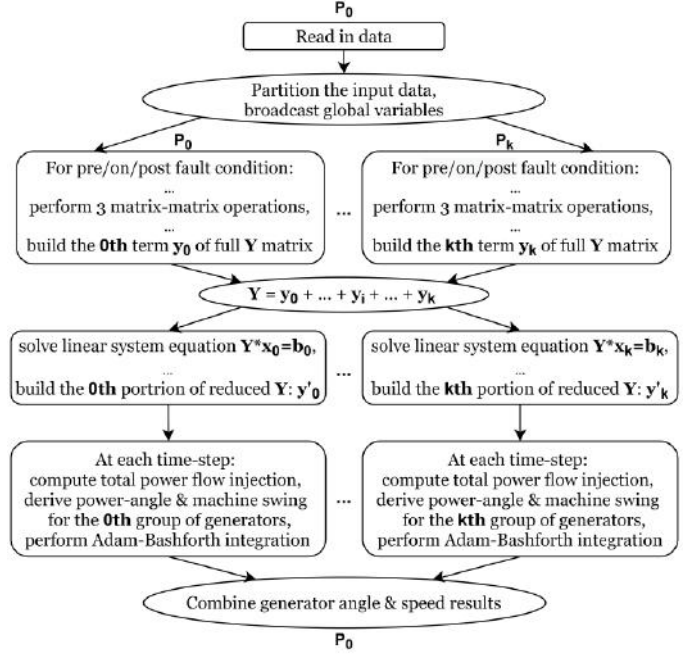 P0
Read in data
Partition the input data,
broadcast global variables
P0
Pk
For pre/on/post fault condition:
...
perform 3 matrix-matrix operations,
...
build the 0th term y0 of full Y matrix
...
For pre/on/post fault condition:
...
perform 3 matrix-matrix operations,
...
build the kth term yk of full Y matrix
Y = y0 + ... + yi + ... + yk
solve linear system equation Y*x0=b0,
...
build the 0th portrion of reduced Y: y'0
...
solve linear system equation Y*xk=bk,
...
build the kth portion of reduced Y: y'k
At each time-step:
compute total power flow injection,
derive power-angle & machine swing
for the 0th group of generators,
perform Adam-Bashforth integration
...
At each time-step:
compute total power flow injection,
derive power-angle & machine swing
for the kth group of generators,
perform Adam-Bashforth integration
Combine generator angle & speed results
P0